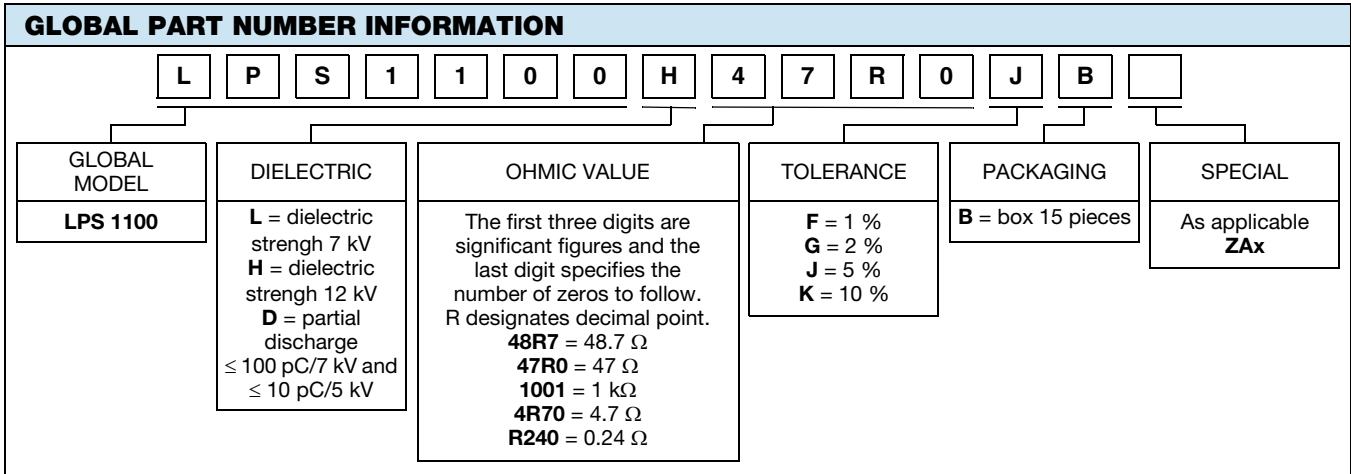 GLOBAL PART NUMBER INFORMATION
L P S 1 1 0 0 H 4 7 R 0 J B
GLOBAL
MODEL
LPS 1100
DIELECTRIC
L = dielectric
strengh 7 kV
H = dielectric
strengh 12 kV
D = partial
discharge
≤ 100 pC/7 kV and
≤ 10 pC/5 kV
OHMIC VALUE
The first three digits are
significant figures and the
last digit specifies the
number of zeros to follow.
R designates decimal point.
48R7 = 48.7 Ω
47R0 = 47 Ω
1001 = 1 kΩ
4R70 = 4.7 Ω
R240 = 0.24 Ω
TOLERANCE
F = 1 %
G = 2 %
J = 5 %
K = 10 %
PACKAGING
B = box 15 pieces
SPECIAL
As applicable
ZAx